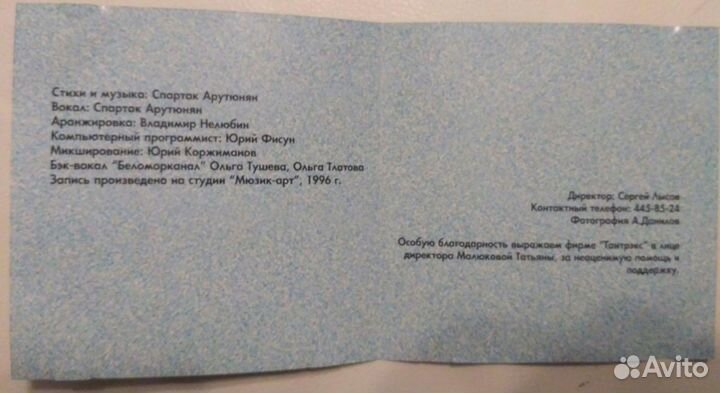 Стихи и музыка: Спартак Арутюнян
Вокал: Спартак Арутюнян
Аранжировка: Владимир Нелюбин
Компьютерный программист: Юрий Фисун
Микширование: Юрий Коржиманов
Бэк-вокал "Беломорканал" Ольга Тушева, Ольга Тлатова
Запись произведено на студии "Мюзик-арт", 1996 г.
Директор: Сергей Лысов
Контактный телефон: 445-85-24
Фотография А.Данилов
Особую благодарность выражаем фирме "Тантрэкс" в лице
директора Малюковой Татьяны, за неоценимую помощь и
поддержку.
Avito